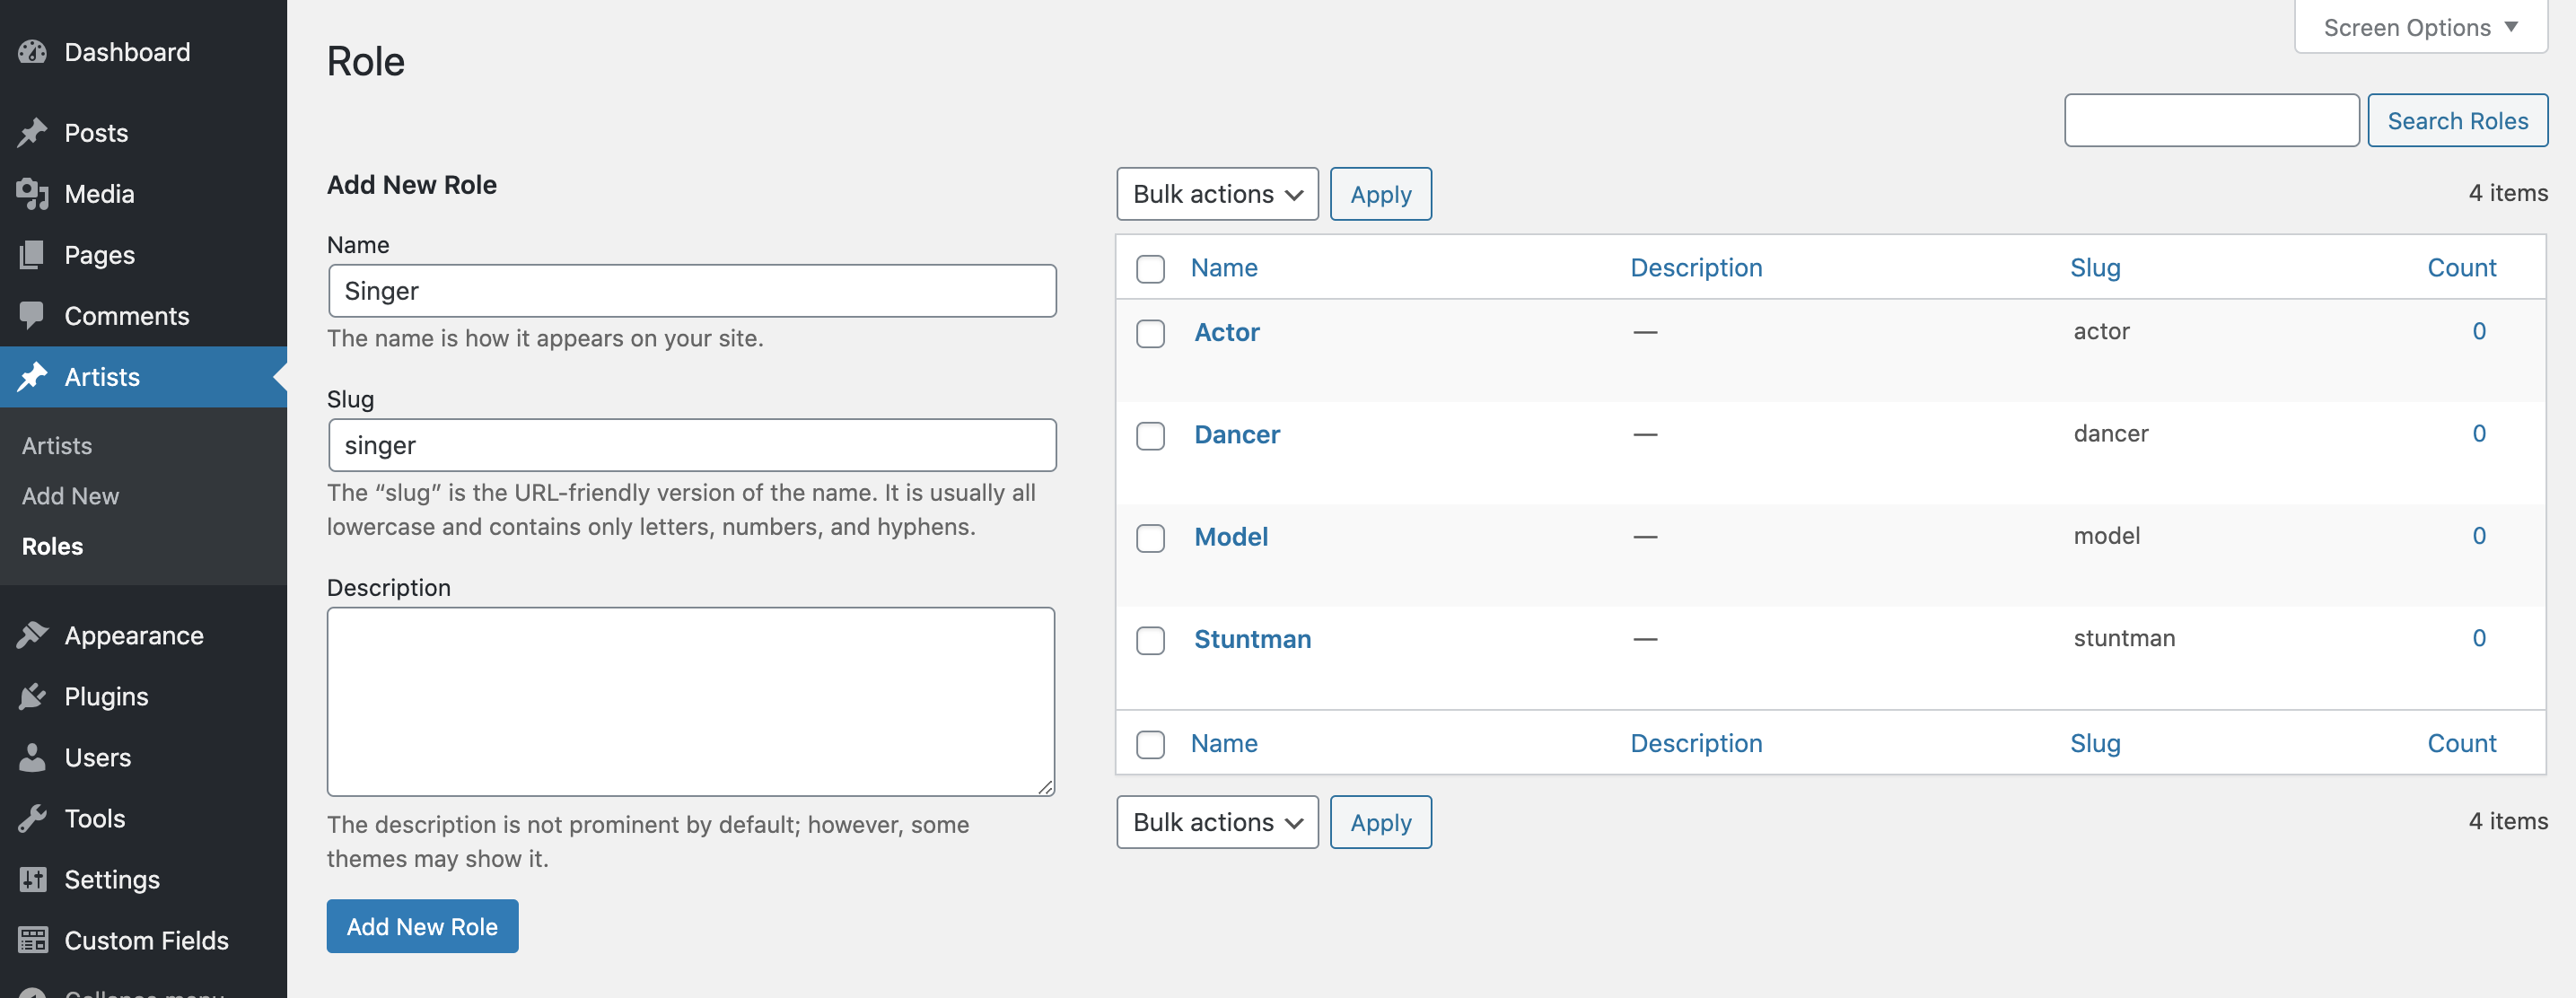 Dashboard
Posts
Media
Pages
Comments
Artists
Artists
Add New
Roles
Appearance
Plugins
Users
Tools
Settings
Custom Fields
Collapse menu
Screen Options
Role
Search Roles
Add New Role
Name
Singer
The name is how it appears on your site.
Slug
singer
The “slug” is the URL-friendly version of the name. It is usually all
lowercase and contains only letters, numbers, and hyphens.
Description
The description is not prominent by default; however, some
themes may show it.
Add New Role
Bulk actions Apply 4 items
Name Description Slug Count
Actor — actor 0
Dancer — dancer 0
Model — model 0
Stuntman — stuntman 0
Name Description Slug Count
Bulk actions Apply 4 items